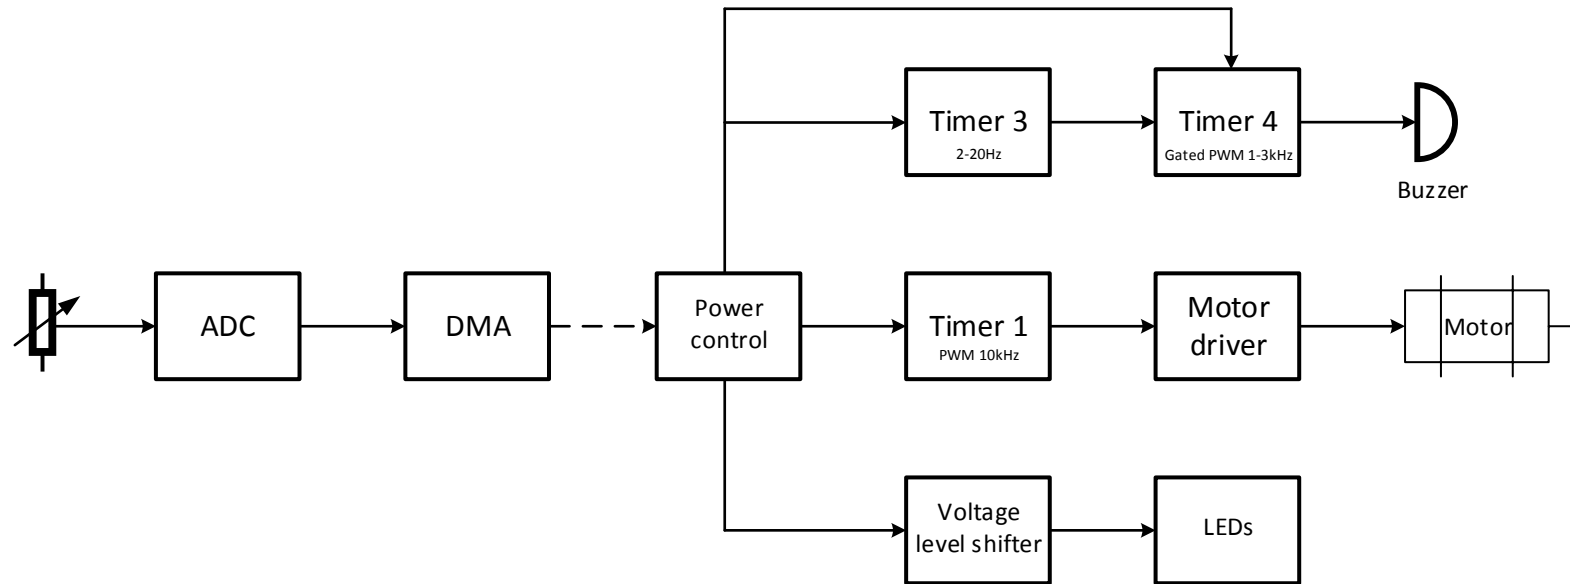 Timer 3
2-20Hz
Timer 4
Gated PWM 1-3kHz
Buzzer
ADC
DMA
Power
control
Timer 1
PWM 10kHz
Motor
driver
Motor
Voltage
level shifter
LEDs